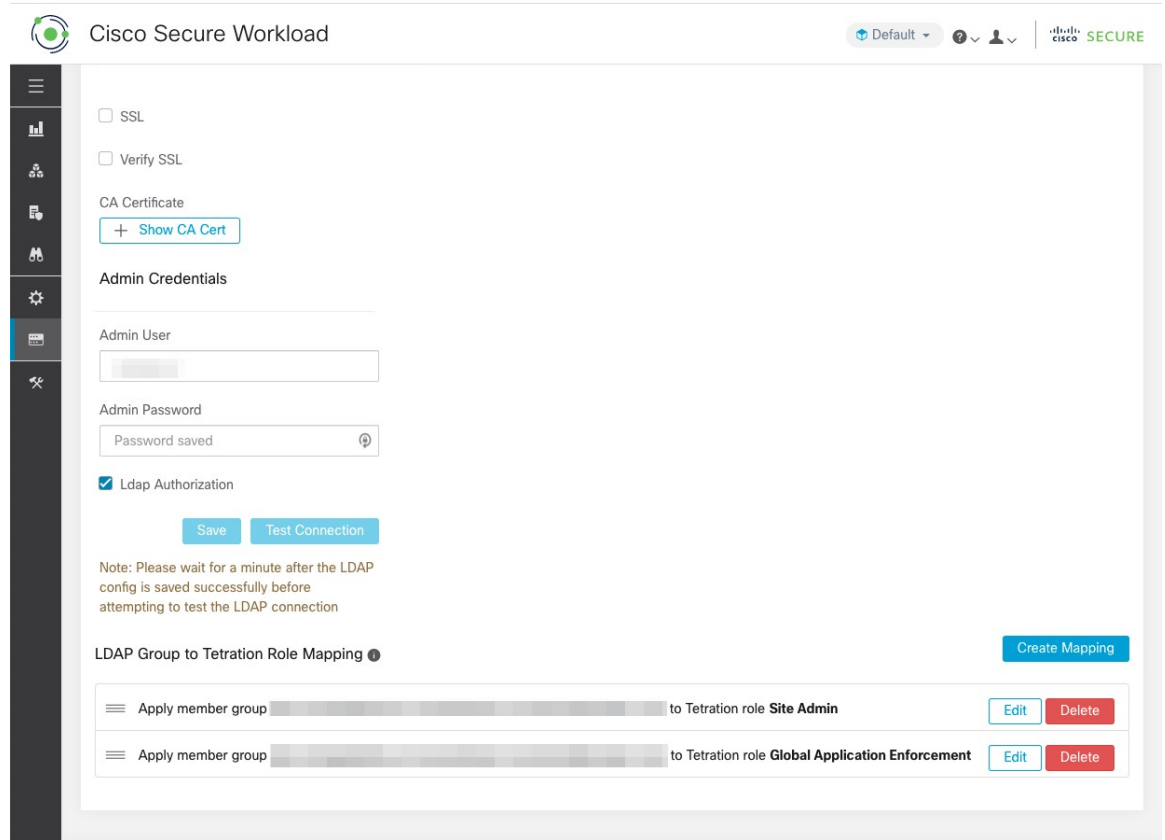 Cisco Secure Workload
Default
cisco SECURE
SSL
Verify SSL
CA Certificate
+ Show CA Cert
Admin Credentials
Admin User
Admin Password
Password saved
Ldap Authorization
Save
Test Connection
Note: Please wait for a minute after the LDAP
config is saved successfully before
attempting to test the LDAP connection
LDAP Group to Tetration Role Mapping
Create Mapping
Apply member group to Tetration role Site Admin
Edit
Delete
Apply member group to Tetration role Global Application Enforcement
Edit
Delete